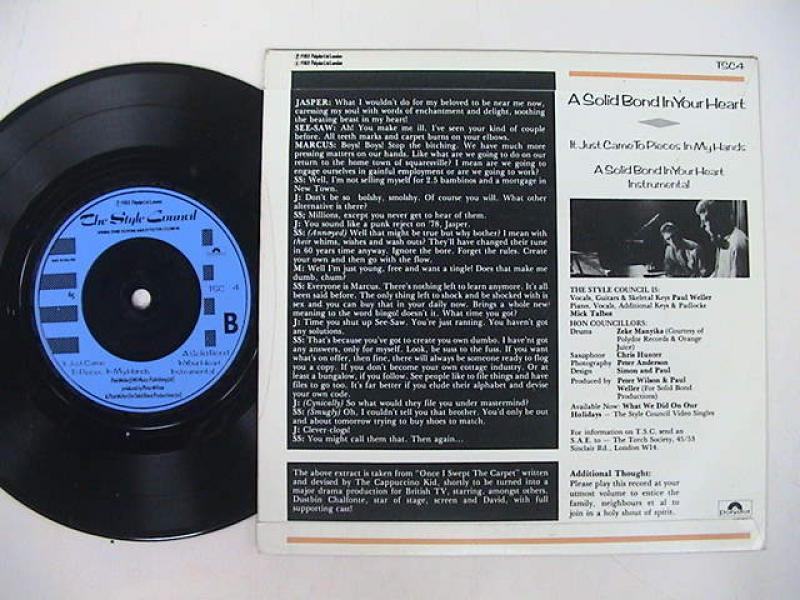 ℗ 1983 Polydor Ltd London
The Style Council
TSC 4
45
B
It Just Came
To Pieces In My Hands
A Solid Bond
In Your Heart
Instrumental
℗ 1983 Polydor Ltd London
© 1983 Polydor Ltd London
JASPER: What I wouldn't do for my beloved to be near me now,
caressing my soul with words of enchantment and delight, soothing
the beating beast in my heart!
SEE-SAW: Ah! You make me ill. I've seen your kind of couple
before. All teeth marks and carpet burns on your elbows.
MARCUS: Boys! Boys! Stop the bitching. We have much more
pressing matters on our hands. Like what are we going to do on our
return to the home town of squareville? I mean are we going to
engage ourselves in gainful employment or are we going to work?
SS: Well, I'm not selling myself for 2.5 bambinos and a mortgage in
New Town.
J: Don't be so bolshy, smolshy. Of course you will. What other
alternative is there?
SS; Millions, except you never get to hear of them.
J: You sound like a punk reject on '78, Jasper.
SS: (Annoyed) Well that might be true but why bother? I mean with
their whims, wishes and wash outs? They'll have changed their tune
in 60 years time anyway. Ignore the bore. Forget the rules. Create
your own and then go with the flow.
M: Well I'm just young, free and want a tingle! Does that make me
dumb, chum?
SS: Everyone is Marcus. There's nothing left to learn anymore. It's all
been said before. The only thing left to shock and be shocked with is
sex and you can buy that in your daily now. Brings a whole new
meaning to the word bingo! doesn't it. What time you got?
J: Time you shut up See-Saw. You're just ranting. You haven't got
any solutions.
SS: That's because you've got to create you own dumbo. I hav'nt got
any answers, only for myself. Look, be suss to the fuss. If you want
what's on offer, then fine, there will always be someone ready to flog
you a copy. If you don't become your own cottage industry. Or at
least a bungalow, if you follow. See people like to file things and have
files to go too. It's far better if you elude their alphabet and devise
your own code.
J: (Cynically) So what would they file you under mastermind?
SS: (Smugly) Oh, I couldn't tell you that brother. You'd only be out
and about tomorrow trying to buy shoes to match.
J: Clever-clogs!
SS: You might call them that. Then again...
The above extract is taken from "Once I Swept The Carpet" written
and devised by The Cappuccino Kid, shortly to be turned into a
major drama production for British TV, starring, amongst others,
Dustbin Chalfonte, star of stage, screen and David, with full
supporting cast!
TSC 4
A Solid Bond In Your Heart
It Just Came To Pieces In My Hands
A Solid Bond In Your Heart
Instrumental
THE STYLE COUNCIL IS:
Vocals, Guitars & Skeletal Keys Paul Weller
Piano, Vocals, Additional Keys & Padlocks
Mick Talbot
HON COUNCILLORS:
Drums Zeke Manyika (Courtesy of
Polydor Records & Orange
Juice)
Saxophone Chris Hunter
Photography Peter Anderson
Design Simon and Paul
Produced by Peter Wilson & Paul
Weller (For Solid Bond
Productions)
Available Now: What We Did On Our
Holidays – The Style Council Video Singles
For information on T.S.C. send an
S.A.E. to – The Torch Society, 45/53
Sinclair Rd., London W14.
Additional Thought:
Please play this record at your
utmost volume to entice the
family, neighbours et al to
join in a holy shout of spirit.
polydor